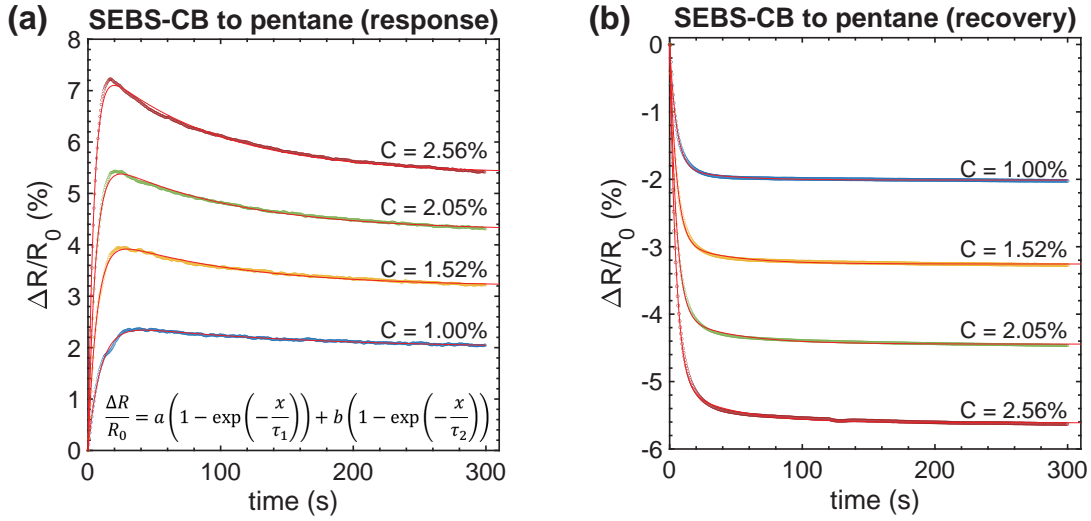 (a) SEBS-CB to pentane (response)
8
7
6
5
4
3
2
1
0
ΔR/R₀ (%)
C = 2.56%
C = 2.05%
C = 1.52%
C = 1.00%
ΔR/R₀ = a (1 − exp (−x/τ₁)) + b (1 − exp (−x/τ₂))
0 100 200 300
time (s)
(b) SEBS-CB to pentane (recovery)
0
-1
-2
-3
-4
-5
-6
ΔR/R₀ (%)
C = 1.00%
C = 1.52%
C = 2.05%
C = 2.56%
0 100 200 300
time (s)